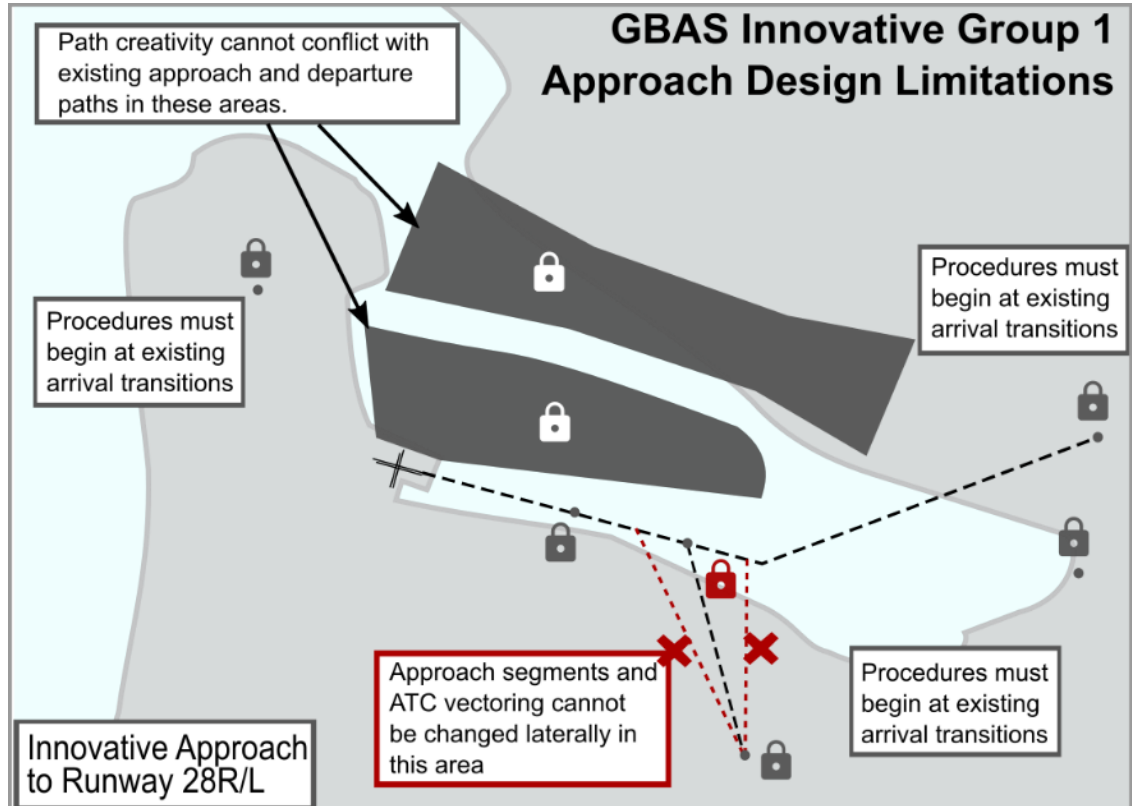 GBAS Innovative Group 1
Approach Design Limitations
Path creativity cannot conflict with
existing approach and departure
paths in these areas.
Procedures must
begin at existing
arrival transitions
Procedures must
begin at existing
arrival transitions
Approach segments and
ATC vectoring cannot
be changed laterally in
this area
Procedures must
begin at existing
arrival transitions
Innovative Approach
to Runway 28R/L